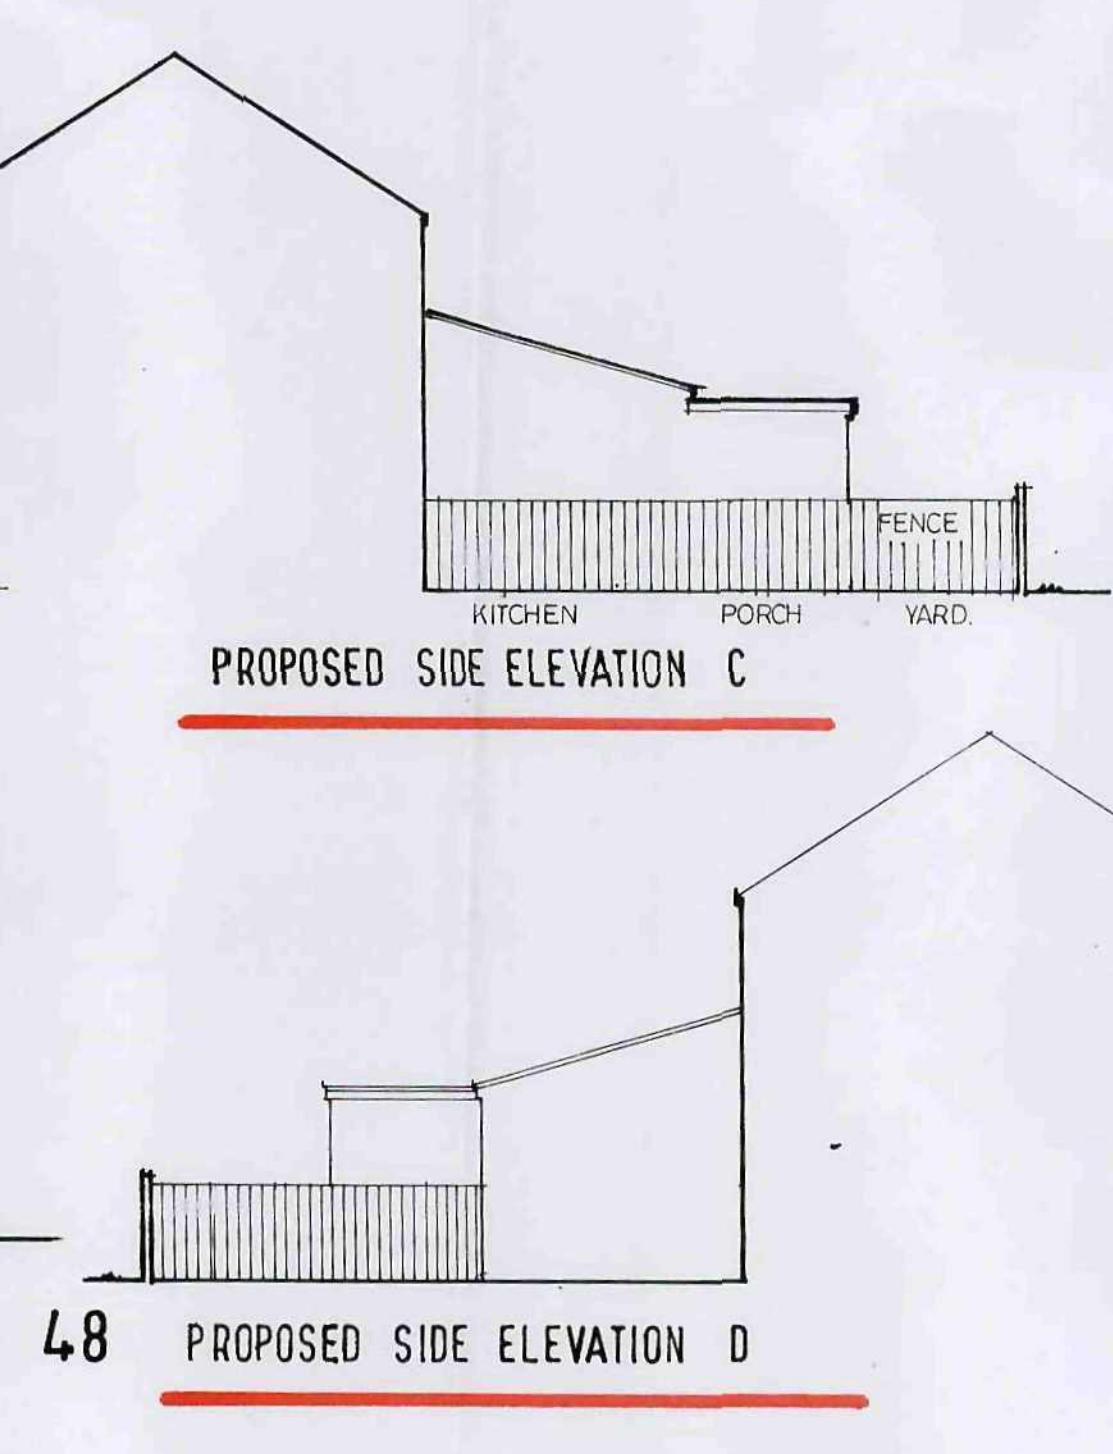 FENCE
KITCHEN PORCH YARD.
PROPOSED SIDE ELEVATION C
48 PROPOSED SIDE ELEVATION D